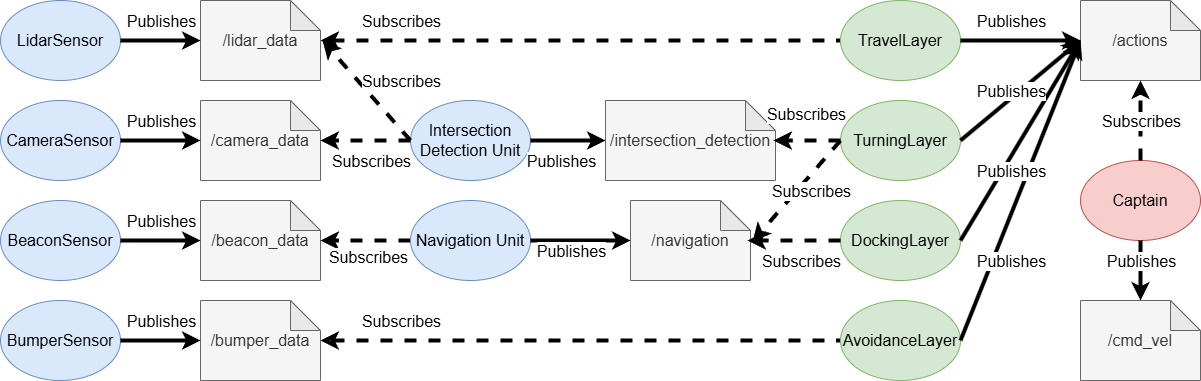 LidarSensor
Publishes
/lidar_data
Subscribes
TravelLayer
Publishes
/actions
Subscribes
Publishes
CameraSensor
Publishes
/camera_data
Subscribes
Intersection
Detection Unit
Publishes
/intersection_detection
Subscribes
TurningLayer
Subscribes
Subscribes
Publishes
Captain
BeaconSensor
Publishes
/beacon_data
Subscribes
Navigation Unit
Publishes
/navigation
Subscribes
DockingLayer
Publishes
Publishes
BumperSensor
Publishes
/bumper_data
Subscribes
AvoidanceLayer
/cmd_vel